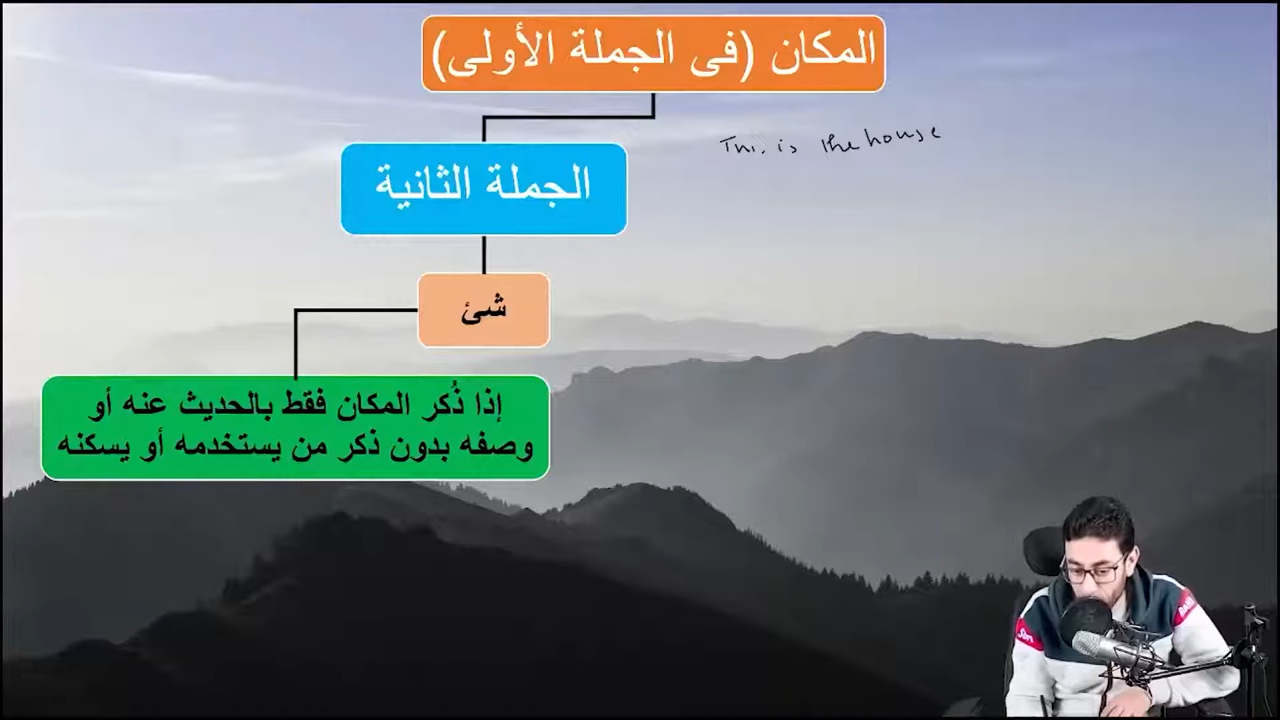 المكان (فى الجملة الأولى)
This is the house
الجملة الثانية
شئ
إذا ذُكر المكان فقط بالحديث عنه أو
وصفه بدون ذكر من يستخدمه أو يسكنه